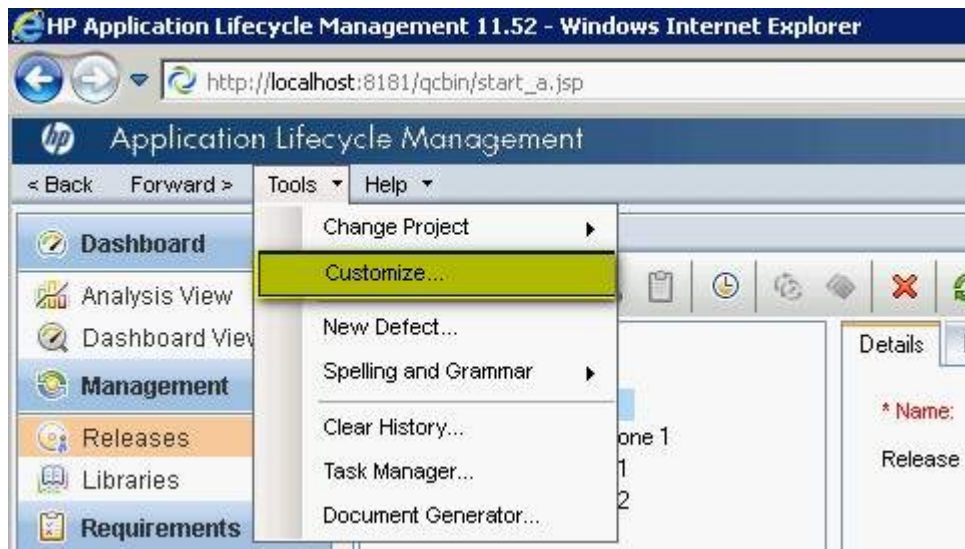 HP Application Lifecycle Management 11.52 - Windows Internet Explorer
http://localhost:8181/qcbin/start_a.jsp
hp Application Lifecycle Management
< Back Forward > Tools Help
Dashboard
Analysis View
Dashboard View
Management
Releases
Libraries
Requirements
Change Project
Customize...
New Defect...
Spelling and Grammar
Clear History...
Task Manager...
Document Generator...
one 1
1
2
Details
* Name:
Release